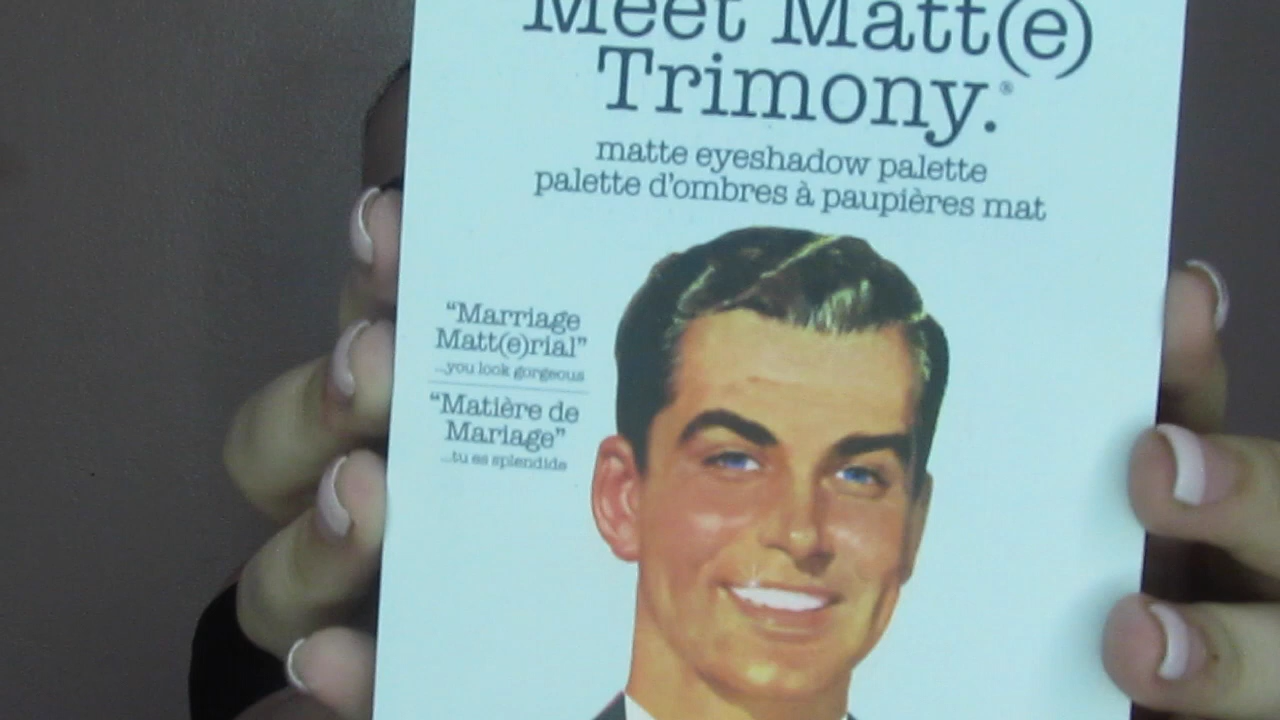 Meet Matt(e)
Trimony.®
matte eyeshadow palette
palette d'ombres à paupières mat
"Marriage
Matt(e)rial"
...you look gorgeous
"Matière de
Mariage"
...tu es splendide